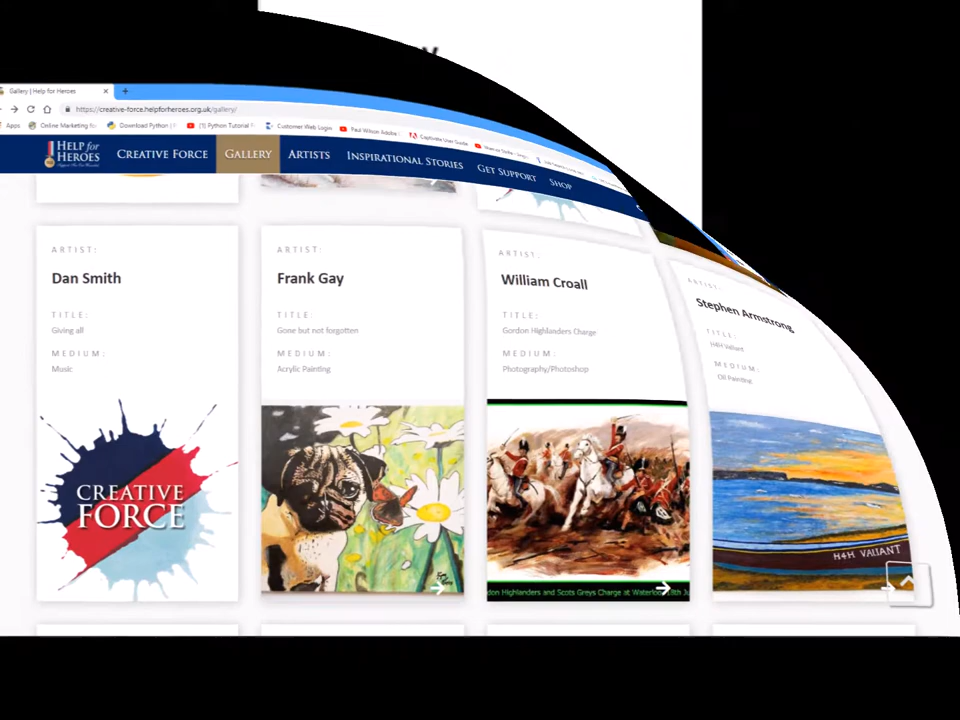 Gallery | Help for Heroes
https://creative-force.helpforheroes.org.uk/gallery/
Apps Online Marketing Download Python | (1) Python Tutorial Customer Web Login Paul Wilson Adobe Captivate User Guide
HELP for HEROES
CREATIVE FORCE GALLERY ARTISTS INSPIRATIONAL STORIES GET SUPPORT SHOP
ARTIST:
Dan Smith
TITLE:
Giving all
MEDIUM:
Music
CREATIVE
FORCE
ARTIST:
Frank Gay
TITLE:
Gone but not forgotten
MEDIUM:
Acrylic Painting
ARTIST:
William Croall
TITLE:
Gordon Highlanders Charge
MEDIUM:
Photography/Photoshop
don Highlanders and Scots Greys Charge at Waterloo
ARTIST:
Stephen Armstrong
TITLE:
H4H Valiant
MEDIUM:
Oil Painting
H4H VALIANT